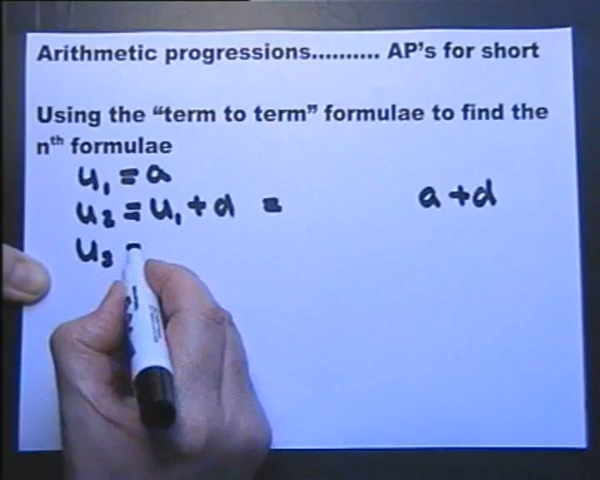 Arithmetic progressions.......... AP's for short
Using the “term to term” formulae to find the
nth formulae
u₁ = a
u₂ = u₁ + d = a + d
u₃ =